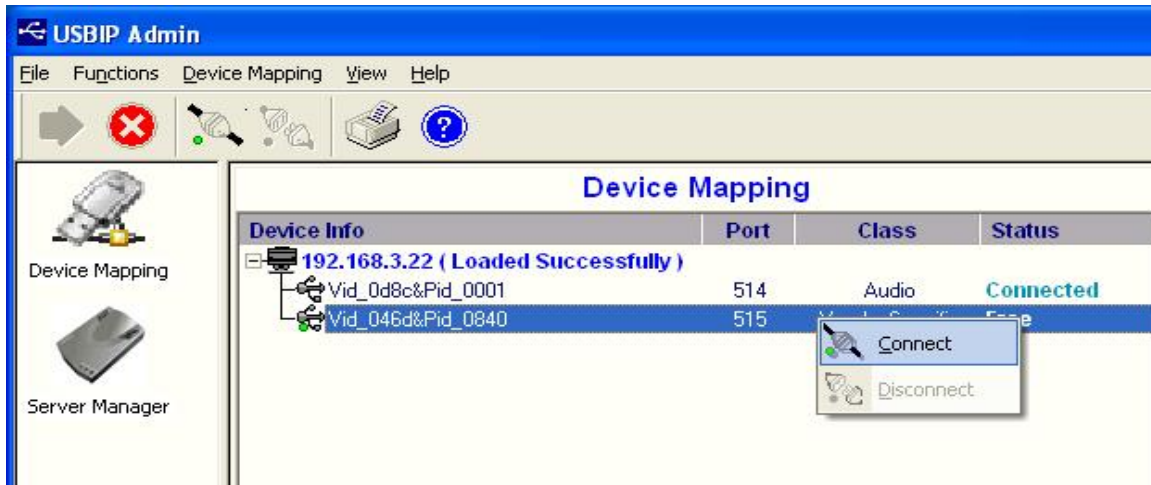 USBIP Admin
File Functions Device Mapping View Help
Device Mapping
Device Info Port Class Status
192.168.3.22 ( Loaded Successfully )
Vid_0d8c&Pid_0001 514 Audio Connected
Vid_046d&Pid_0840 515
Connect
Disconnect
Device Mapping
Server Manager